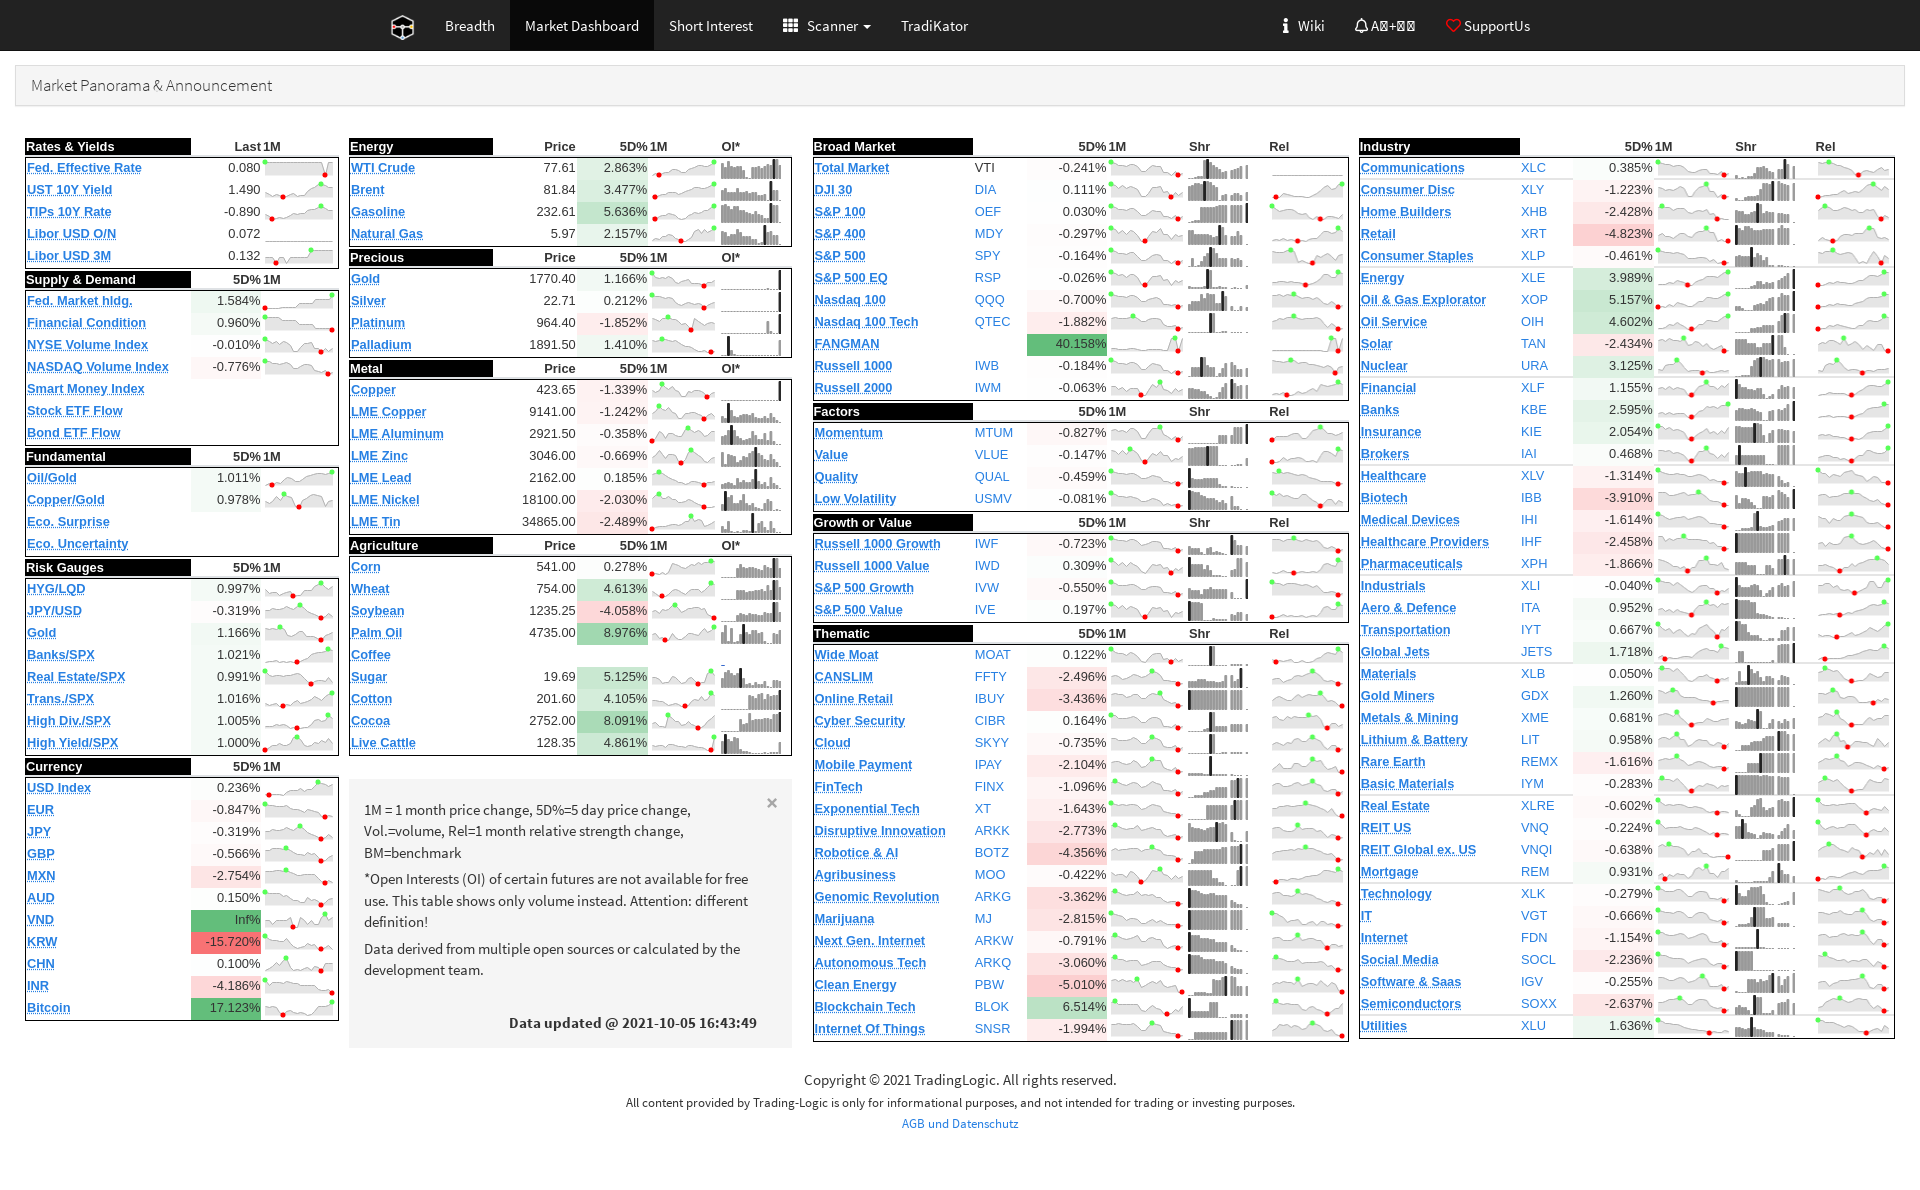 Breadth Market Dashboard Short Interest Scanner TradiKator Wiki SupportUs
Market Panorama & Announcement
Rates & Yields Last 1M
Fed. Effective Rate 0.080
UST 10Y Yield 1.490
TIPs 10Y Rate -0.890
Libor USD O/N 0.072
Libor USD 3M 0.132
Supply & Demand 5D% 1M
Fed. Market hldg. 1.584%
Financial Condition 0.960%
NYSE Volume Index -0.010%
NASDAQ Volume Index -0.776%
Smart Money Index
Stock ETF Flow
Bond ETF Flow
Fundamental 5D% 1M
Oil/Gold 1.011%
Copper/Gold 0.978%
Eco. Surprise
Eco. Uncertainty
Risk Gauges 5D% 1M
HYG/LQD 0.997%
JPY/USD -0.319%
Gold 1.166%
Banks/SPX 1.021%
Real Estate/SPX 0.991%
Trans./SPX 1.016%
High Div./SPX 1.005%
High Yield/SPX 1.000%
Currency 5D% 1M
USD Index 0.236%
EUR -0.847%
JPY -0.319%
GBP -0.566%
MXN -2.754%
AUD 0.150%
VND Inf%
KRW -15.720%
CHN 0.100%
INR -4.186%
Bitcoin 17.123%
Energy Price 5D% 1M OI*
WTI Crude 77.61 2.863%
Brent 81.84 3.477%
Gasoline 232.61 5.636%
Natural Gas 5.97 2.157%
Precious Price 5D% 1M OI*
Gold 1770.40 1.166%
Silver 22.71 0.212%
Platinum 964.40 -1.852%
Palladium 1891.50 1.410%
Metal Price 5D% 1M OI*
Copper 423.65 -1.339%
LME Copper 9141.00 -1.242%
LME Aluminum 2921.50 -0.358%
LME Zinc 3046.00 -0.669%
LME Lead 2162.00 0.185%
LME Nickel 18100.00 -2.030%
LME Tin 34865.00 -2.489%
Agriculture Price 5D% 1M OI*
Corn 541.00 0.278%
Wheat 754.00 4.613%
Soybean 1235.25 -4.058%
Palm Oil 4735.00 8.976%
Coffee
Sugar 19.69 5.125%
Cotton 201.60 4.105%
Cocoa 2752.00 8.091%
Live Cattle 128.35 4.861%
×
1M = 1 month price change, 5D%=5 day price change,
Vol.=volume, Rel=1 month relative strength change,
BM=benchmark
*Open Interests (OI) of certain futures are not available for free
use. This table shows only volume instead. Attention: different
definition!
Data derived from multiple open sources or calculated by the
development team.
Data updated @ 2021-10-05 16:43:49
Broad Market 5D% 1M Shr Rel
Total Market VTI -0.241%
DJI 30 DIA 0.111%
S&P 100 OEF 0.030%
S&P 400 MDY -0.297%
S&P 500 SPY -0.164%
S&P 500 EQ RSP -0.026%
Nasdaq 100 QQQ -0.700%
Nasdaq 100 Tech QTEC -1.882%
FANGMAN 40.158%
Russell 1000 IWB -0.184%
Russell 2000 IWM -0.063%
Factors 5D% 1M Shr Rel
Momentum MTUM -0.827%
Value VLUE -0.147%
Quality QUAL -0.459%
Low Volatility USMV -0.081%
Growth or Value 5D% 1M Shr Rel
Russell 1000 Growth IWF -0.723%
Russell 1000 Value IWD 0.309%
S&P 500 Growth IVW -0.550%
S&P 500 Value IVE 0.197%
Thematic 5D% 1M Shr Rel
Wide Moat MOAT 0.122%
CANSLIM FFTY -2.496%
Online Retail IBUY -3.436%
Cyber Security CIBR 0.164%
Cloud SKYY -0.735%
Mobile Payment IPAY -2.104%
FinTech FINX -1.096%
Exponential Tech XT -1.643%
Disruptive Innovation ARKK -2.773%
Robotice & AI BOTZ -4.356%
Agribusiness MOO -0.422%
Genomic Revolution ARKG -3.362%
Marijuana MJ -2.815%
Next Gen. Internet ARKW -0.791%
Autonomous Tech ARKQ -3.060%
Clean Energy PBW -5.010%
Blockchain Tech BLOK 6.514%
Internet Of Things SNSR -1.994%
Industry 5D% 1M Shr Rel
Communications XLC 0.385%
Consumer Disc XLY -1.223%
Home Builders XHB -2.428%
Retail XRT -4.823%
Consumer Staples XLP -0.461%
Energy XLE 3.989%
Oil & Gas Explorator XOP 5.157%
Oil Service OIH 4.602%
Solar TAN -2.434%
Nuclear URA 3.125%
Financial XLF 1.155%
Banks KBE 2.595%
Insurance KIE 2.054%
Brokers IAI 0.468%
Healthcare XLV -1.314%
Biotech IBB -3.910%
Medical Devices IHI -1.614%
Healthcare Providers IHF -2.458%
Pharmaceuticals XPH -1.866%
Industrials XLI -0.040%
Aero & Defence ITA 0.952%
Transportation IYT 0.667%
Global Jets JETS 1.718%
Materials XLB 0.050%
Gold Miners GDX 1.260%
Metals & Mining XME 0.681%
Lithium & Battery LIT 0.958%
Rare Earth REMX -1.616%
Basic Materials IYM -0.283%
Real Estate XLRE -0.602%
REIT US VNQ -0.224%
REIT Global ex. US VNQI -0.638%
Mortgage REM 0.931%
Technology XLK -0.279%
IT VGT -0.666%
Internet FDN -1.154%
Social Media SOCL -2.236%
Software & Saas IGV -0.255%
Semiconductors SOXX -2.637%
Utilities XLU 1.636%
Copyright © 2021 TradingLogic. All rights reserved.
All content provided by Trading-Logic is only for informational purposes, and not intended for trading or investing purposes.
AGB und Datenschutz